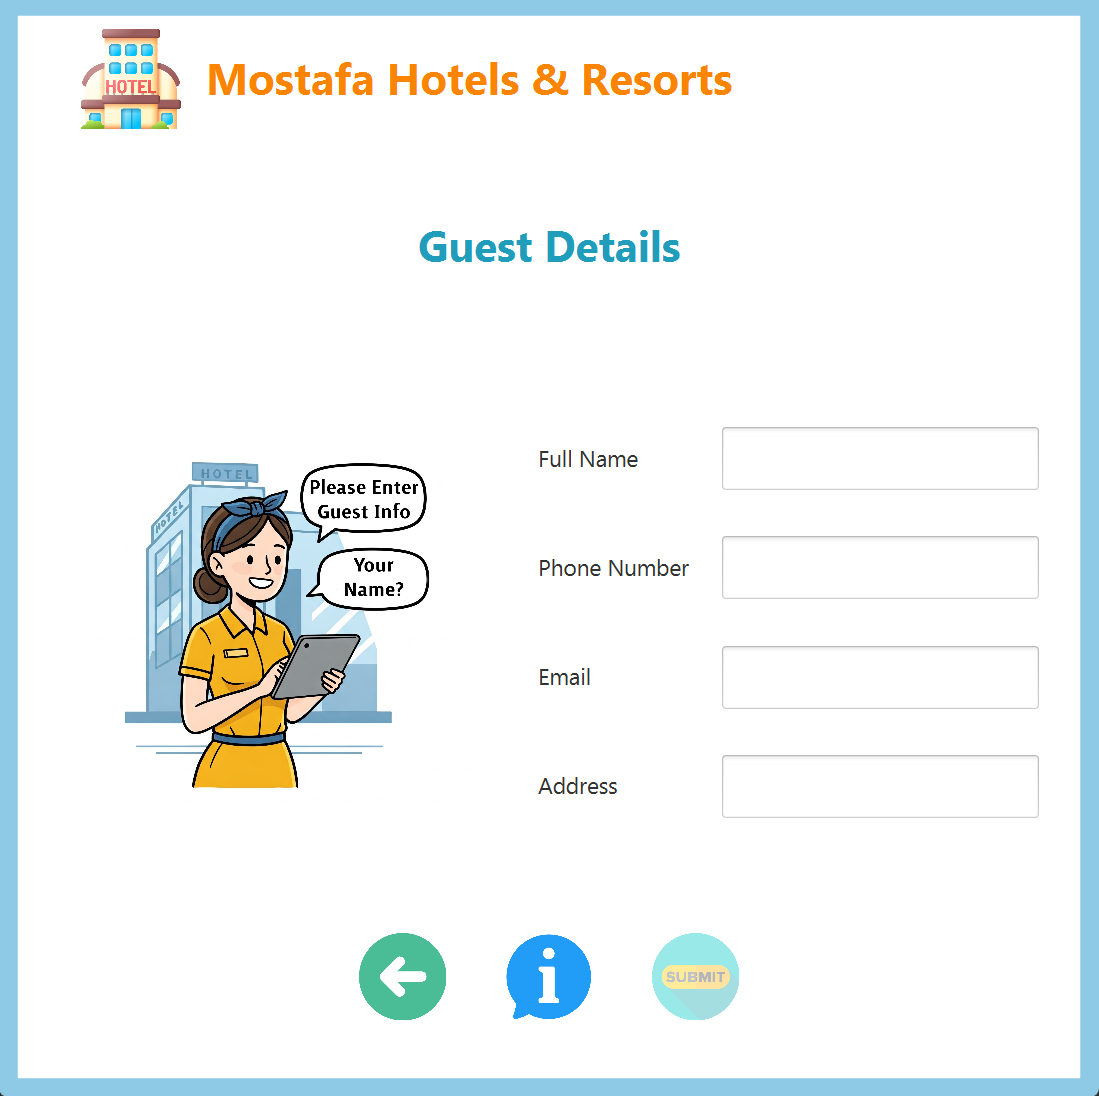 HOTEL
Mostafa Hotels & Resorts
Guest Details
HOTEL
HOTEL
Please Enter
Guest Info
Your
Name?
Full Name
Phone Number
Email
Address
i
SUBMIT